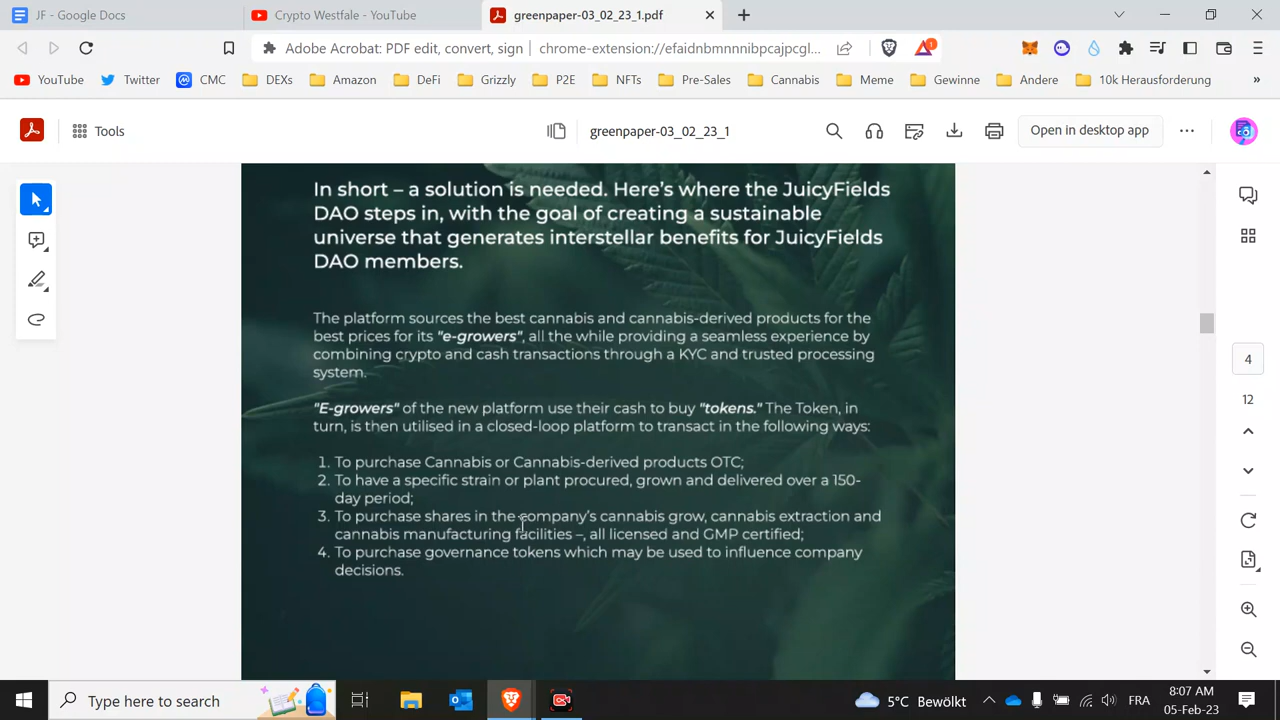 JF - Google Docs
Crypto Westfale - YouTube
greenpaper-03_02_23_1.pdf
Adobe Acrobat: PDF edit, convert, sign
chrome-extension://efaidnbmnnnibpcajpcgl...
1
YouTube
Twitter
CMC
DEXs
Amazon
DeFi
Grizzly
P2E
NFTs
Pre-Sales
Cannabis
Meme
Gewinne
Andere
10k Herausforderung
»
Tools
greenpaper-03_02_23_1
Open in desktop app
In short – a solution is needed. Here's where the JuicyFields
DAO steps in, with the goal of creating a sustainable
universe that generates interstellar benefits for JuicyFields
DAO members.
The platform sources the best cannabis and cannabis-derived products for the
best prices for its "e-growers", all the while providing a seamless experience by
combining crypto and cash transactions through a KYC and trusted processing
system.
"E-growers" of the new platform use their cash to buy "tokens." The Token, in
turn, is then utilised in a closed-loop platform to transact in the following ways:
1. To purchase Cannabis or Cannabis-derived products OTC;
2. To have a specific strain or plant procured, grown and delivered over a 150-
day period;
3. To purchase shares in the company's cannabis grow, cannabis extraction and
cannabis manufacturing facilities –, all licensed and GMP certified;
4. To purchase governance tokens which may be used to influence company
decisions.
4
12
Type here to search
5°C Bewölkt
FRA
8:07 AM
05-Feb-23